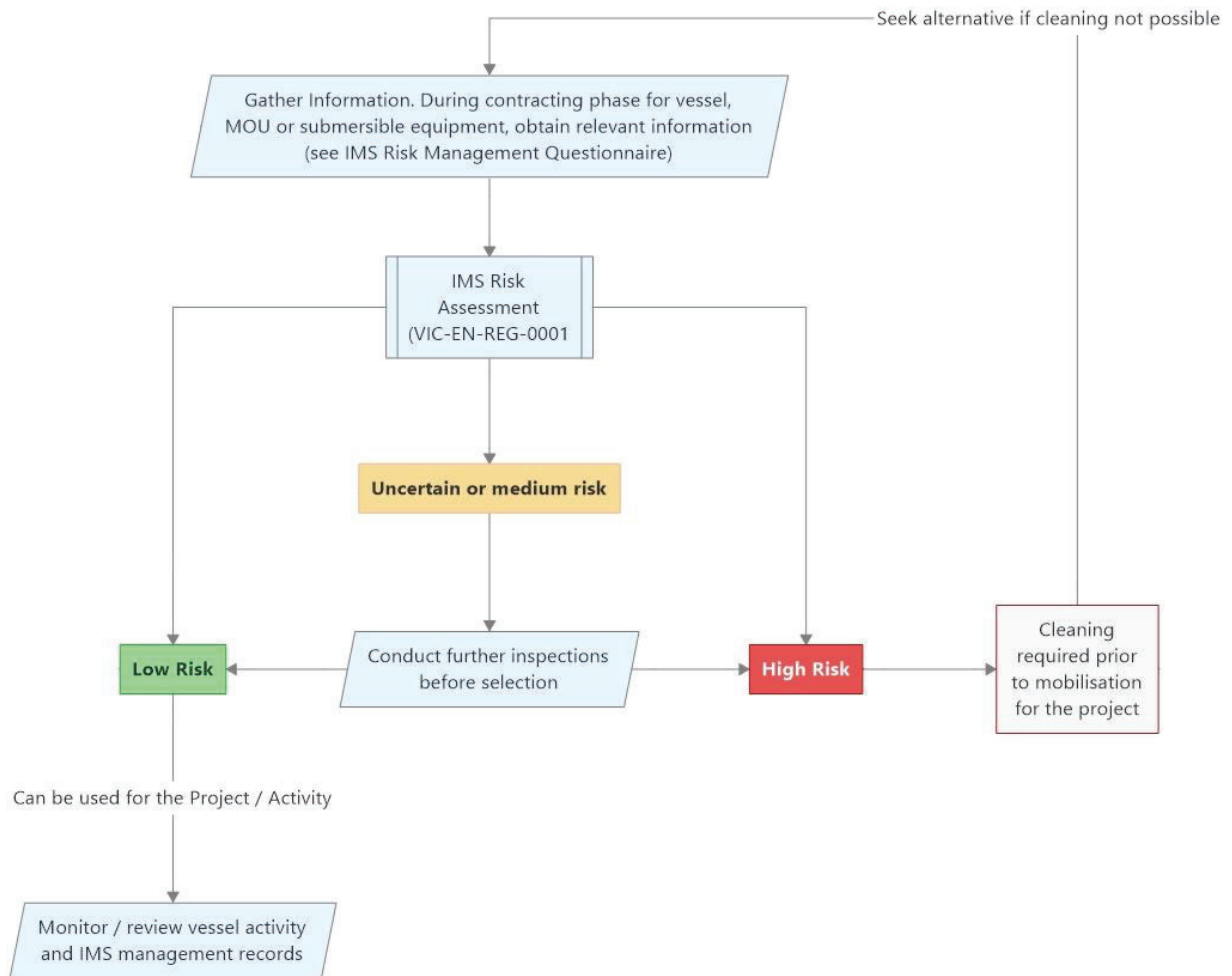 Seek alternative if cleaning not possible
Gather Information. During contracting phase for vessel,
MOU or submersible equipment, obtain relevant information
(see IMS Risk Management Questionnaire)
IMS Risk
Assessment
(VIC-EN-REG-0001
Uncertain or medium risk
Low Risk
Conduct further inspections
before selection
High Risk
Cleaning
required prior
to mobilisation
for the project
Can be used for the Project / Activity
Monitor / review vessel activity
and IMS management records